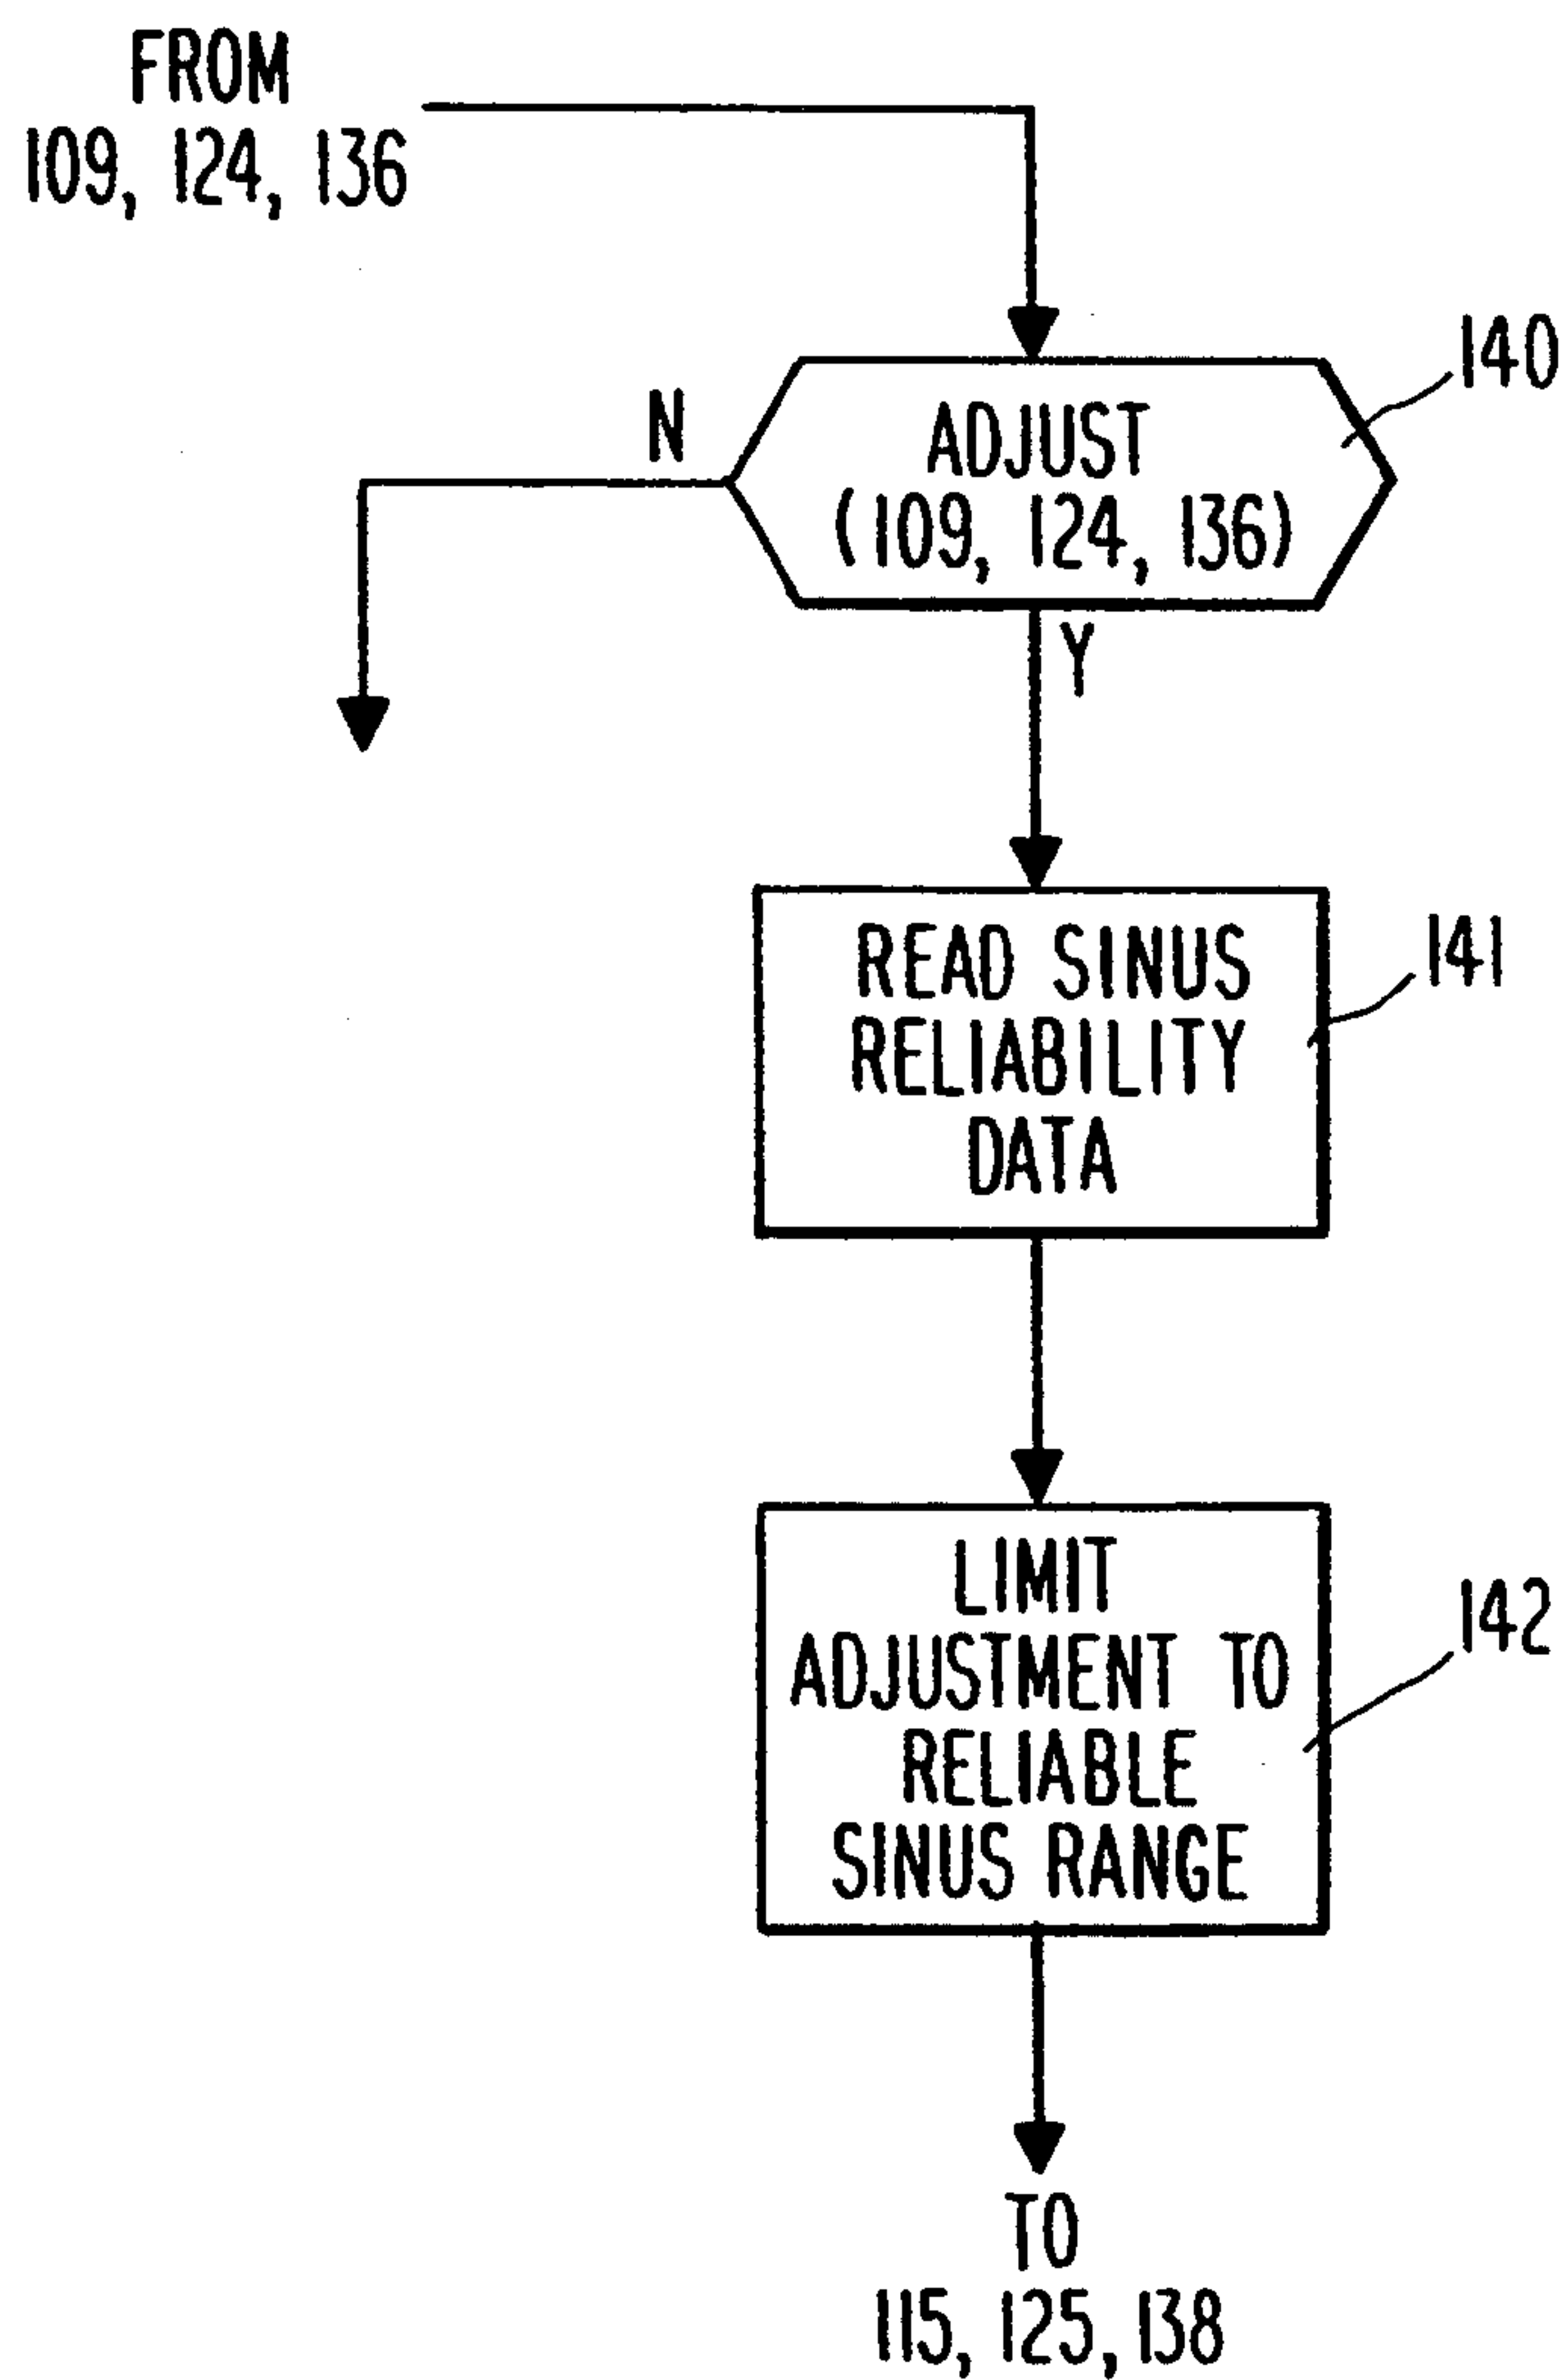 FROM
109, 124, 136
140
N
ADJUST
(109, 124, 136)
Y
141
READ SINUS
RELIABILITY
DATA
142
LIMIT
ADJUSTMENT TO
RELIABLE
SINUS RANGE
TO
115, 125, 138